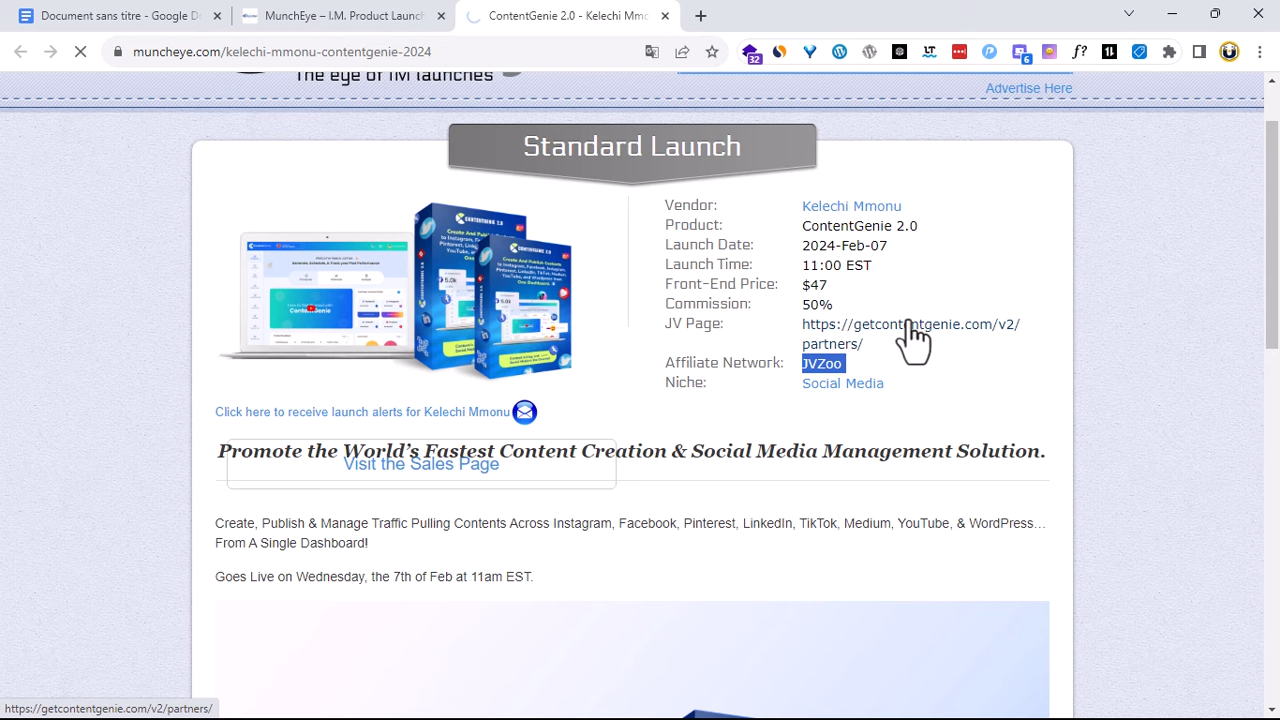 Document sans titre - Google D
MunchEye – I.M. Product Launch
ContentGenie 2.0 - Kelechi Mmo
muncheye.com/kelechi-mmonu-contentgenie-2024
32
6
The eye of IM launches
Advertise Here
Standard Launch
Vendor: Kelechi Mmonu
Product: ContentGenie 2.0
Launch Date: 2024-Feb-07
Launch Time: 11:00 EST
Front-End Price: $47
Commission: 50%
JV Page: https://getcontentgenie.com/v2/
partners/
Affiliate Network: JVZoo
Niche: Social Media
Click here to receive launch alerts for Kelechi Mmonu
Promote the World's Fastest Content Creation & Social Media Management Solution.
Visit the Sales Page
Create, Publish & Manage Traffic Pulling Contents Across Instagram, Facebook, Pinterest, LinkedIn, TikTok, Medium, YouTube, & WordPress…
From A Single Dashboard!
Goes Live on Wednesday, the 7th of Feb at 11am EST.
https://getcontentgenie.com/v2/partners/